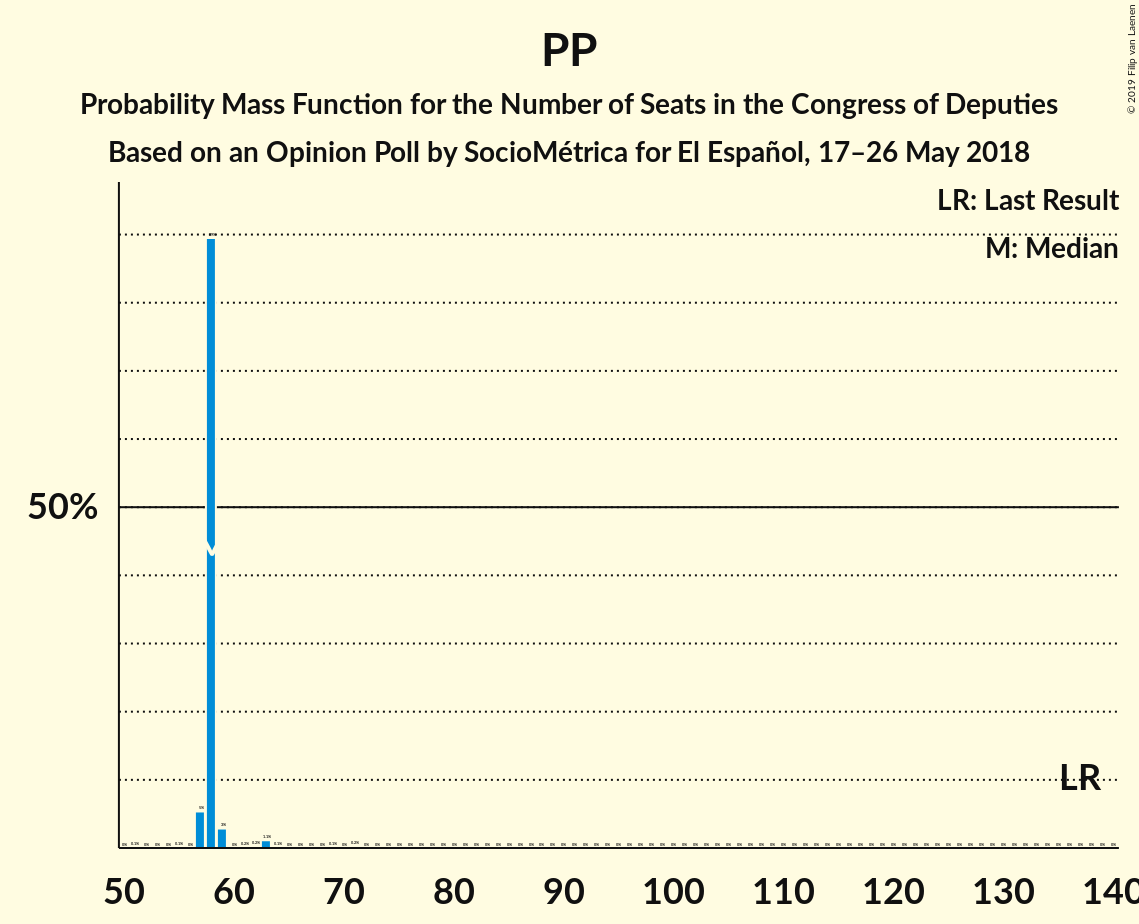 PP
Probability Mass Function for the Number of Seats in the Congress of Deputies
Based on an Opinion Poll by SocioMétrica for El Español, 17–26 May 2018
© 2019 Filip van Laenen
LR: Last Result
M: Median
50%
M
LR
50 60 70 80 90 100 110 120 130 140